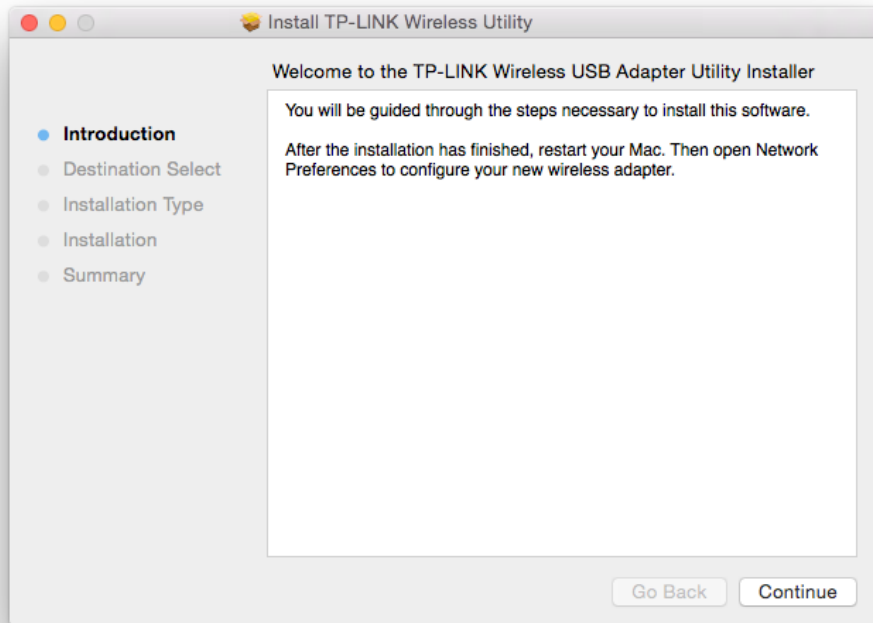 Install TP-LINK Wireless Utility
Welcome to the TP-LINK Wireless USB Adapter Utility Installer
Introduction
Destination Select
Installation Type
Installation
Summary
You will be guided through the steps necessary to install this software.
After the installation has finished, restart your Mac. Then open Network
Preferences to configure your new wireless adapter.
Go Back
Continue